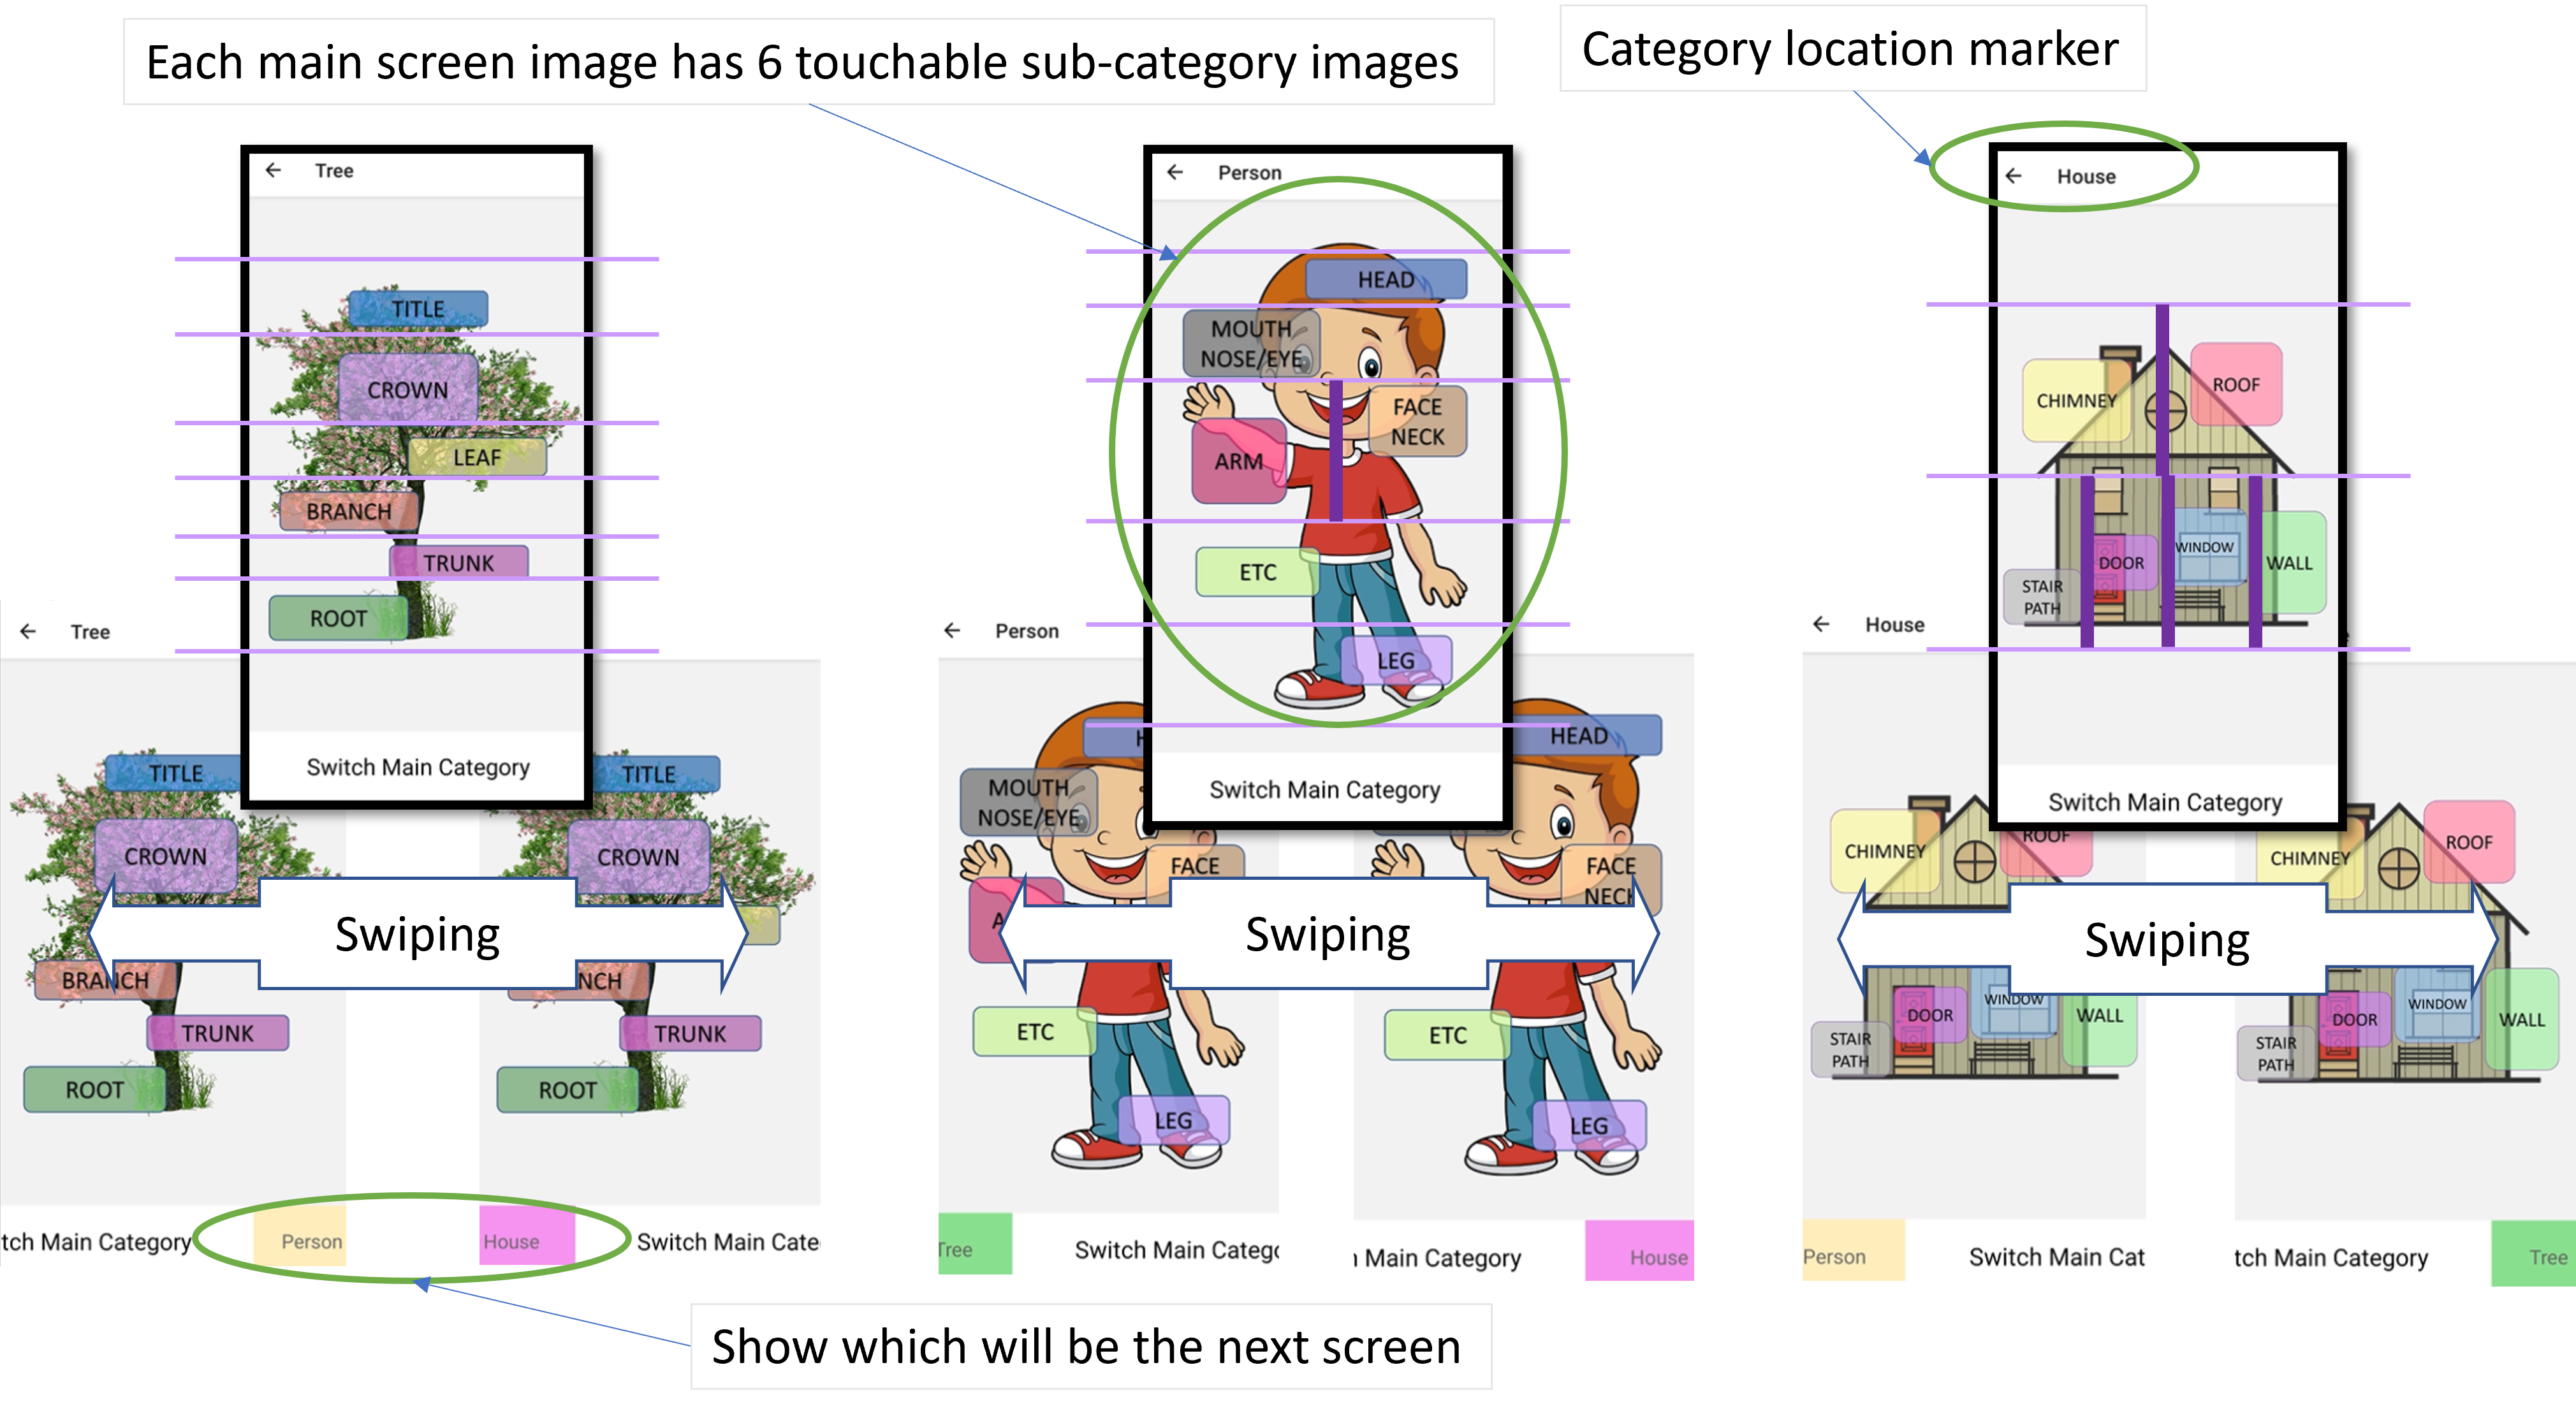 Each main screen image has 6 touchable sub-category images
Category location marker
Tree
TITLE
CROWN
LEAF
BRANCH
TRUNK
ROOT
Switch Main Category
Person
HEAD
MOUTH
NOSE/EYE
FACE
NECK
ARM
ETC
LEG
Switch Main Category
House
CHIMNEY
ROOF
DOOR
WINDOW
WALL
STAIR
PATH
Switch Main Category
Tree
TITLE
CROWN
BRANCH
TRUNK
ROOT
tch Main Category
Person
TITLE
CROWN
NCH
TRUNK
ROOT
House
Switch Main Cate
Swiping
Person
H
MOUTH
NOSE/EYE
FACE
A
ETC
LEG
Tree
Switch Main Catego
HEAD
FACE
NECK
ETC
LEG
Main Category
House
Swiping
House
CHIMNEY
ROOF
DOOR
WINDOW
WALL
STAIR
PATH
Person
Switch Main Cat
CHIMNEY
ROOF
DOOR
WINDOW
WALL
STAIR
PATH
tch Main Category
Tree
Swiping
Show which will be the next screen